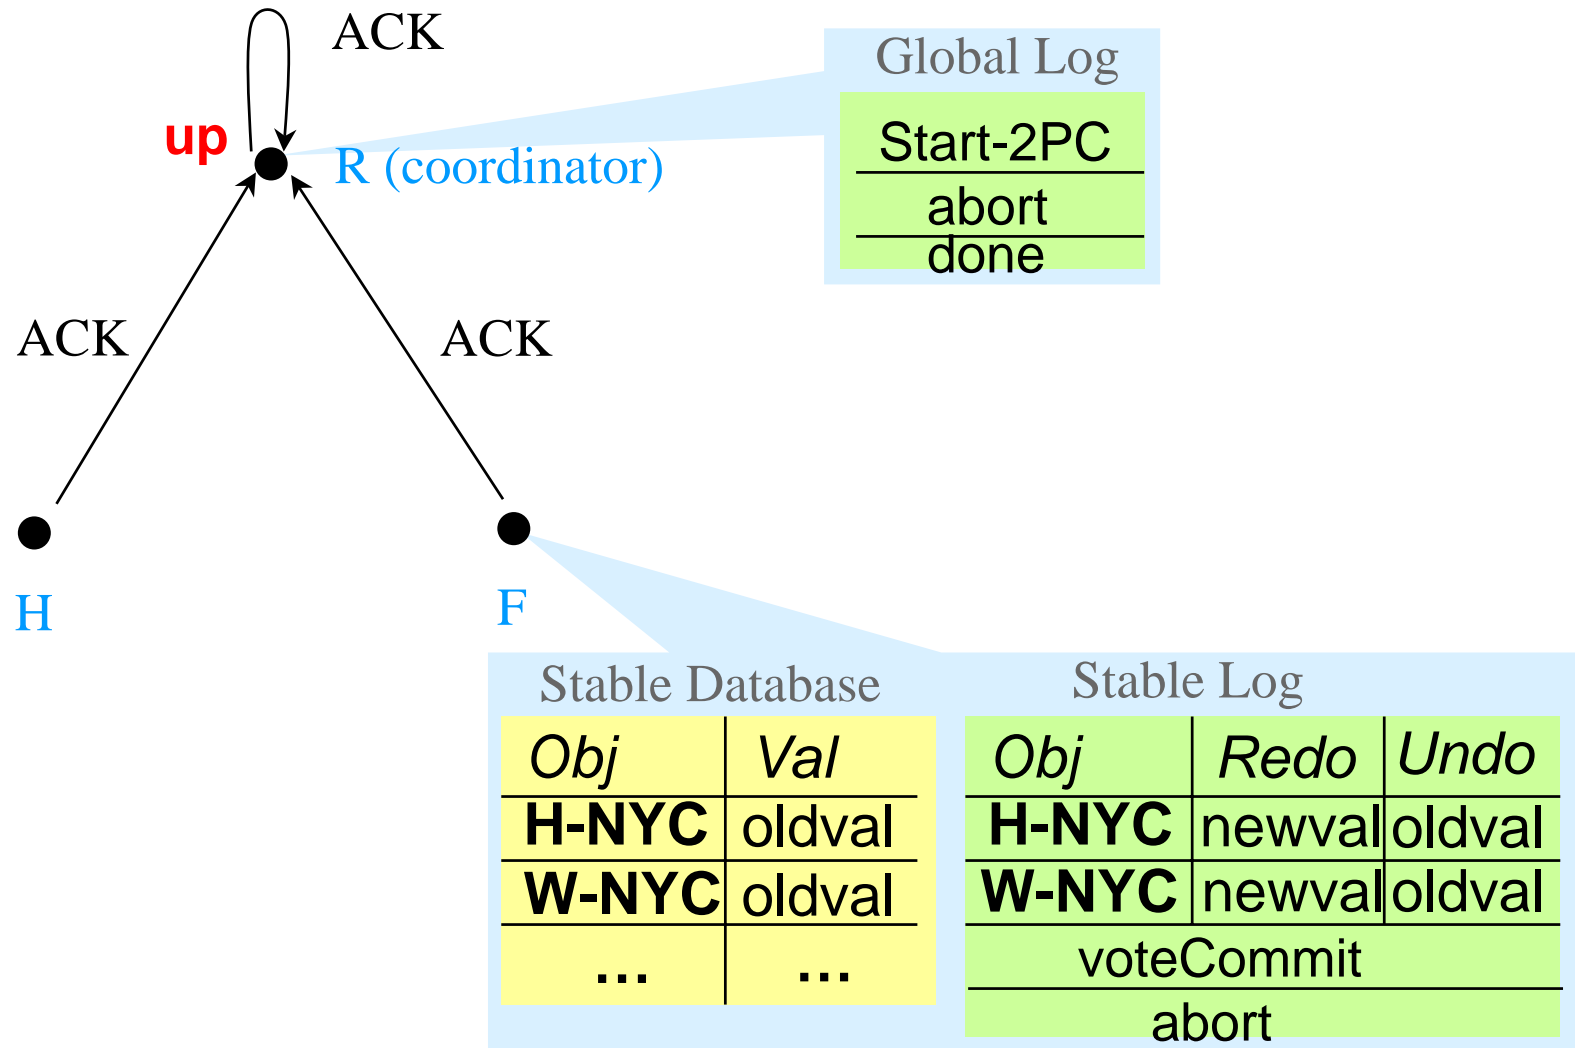 ACK
Global Log
up
R (coordinator)
Start-2PC
abort
done
ACK
ACK
H
F
Stable Database
Obj Val
H-NYC oldval
W-NYC oldval
... ...
Stable Log
Obj Redo Undo
H-NYC newval oldval
W-NYC newval oldval
voteCommit
abort